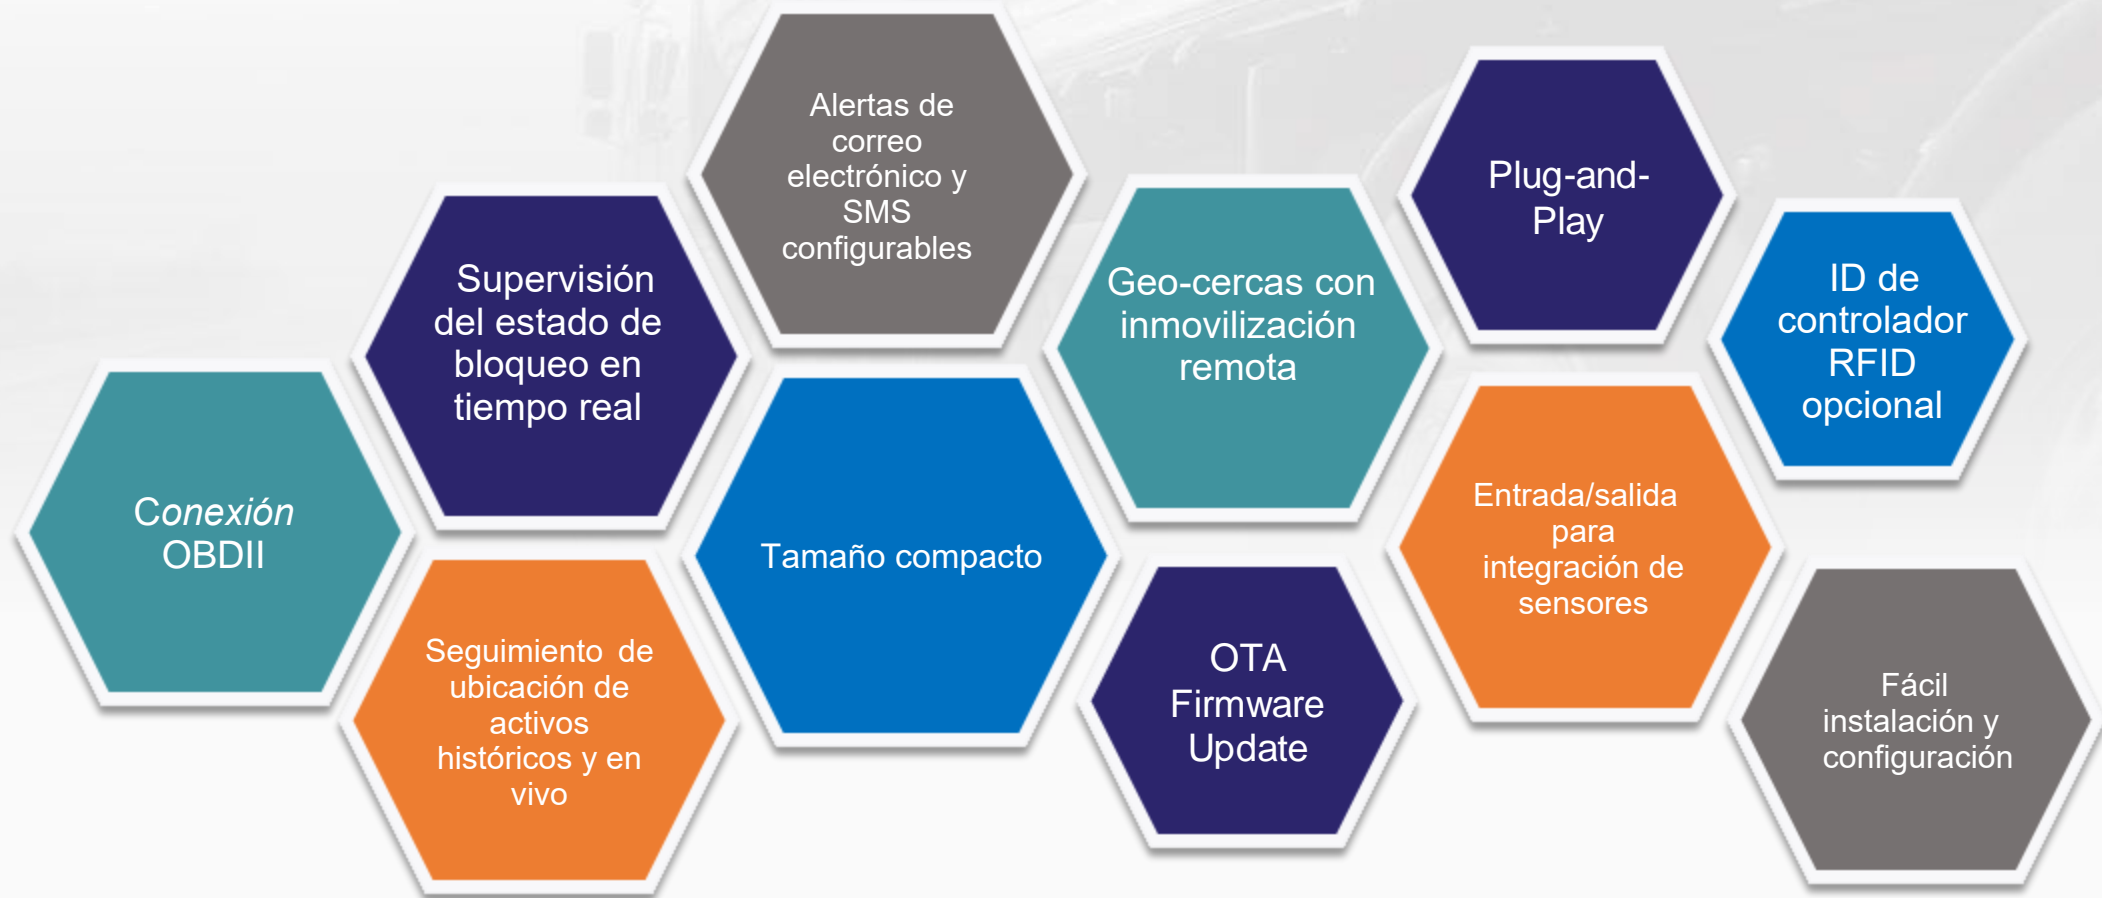 Conexión
OBDII
Supervisión
del estado de
bloqueo en
tiempo real
Seguimiento de
ubicación de
activos
históricos y en
vivo
Alertas de
correo
electrónico y
SMS
configurables
Tamaño compacto
Geo-cercas con
inmovilización
remota
OTA
Firmware
Update
Plug-and-
Play
Entrada/salida
para
integración de
sensores
ID de
controlador
RFID
opcional
Fácil
instalación y
configuración